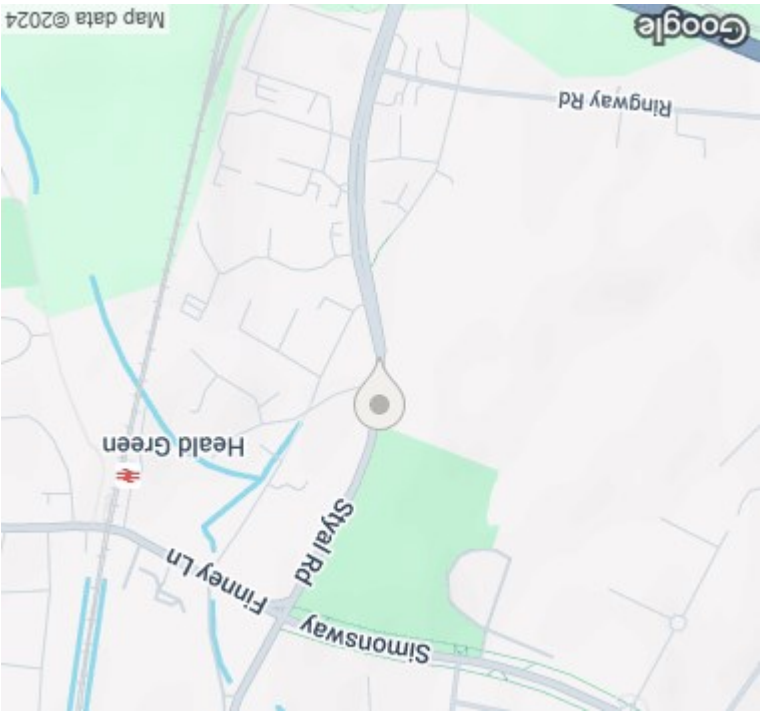 Simonsway
Finney Ln
Styal Rd
Heald Green
Ringway Rd
Google
Map data ©2024